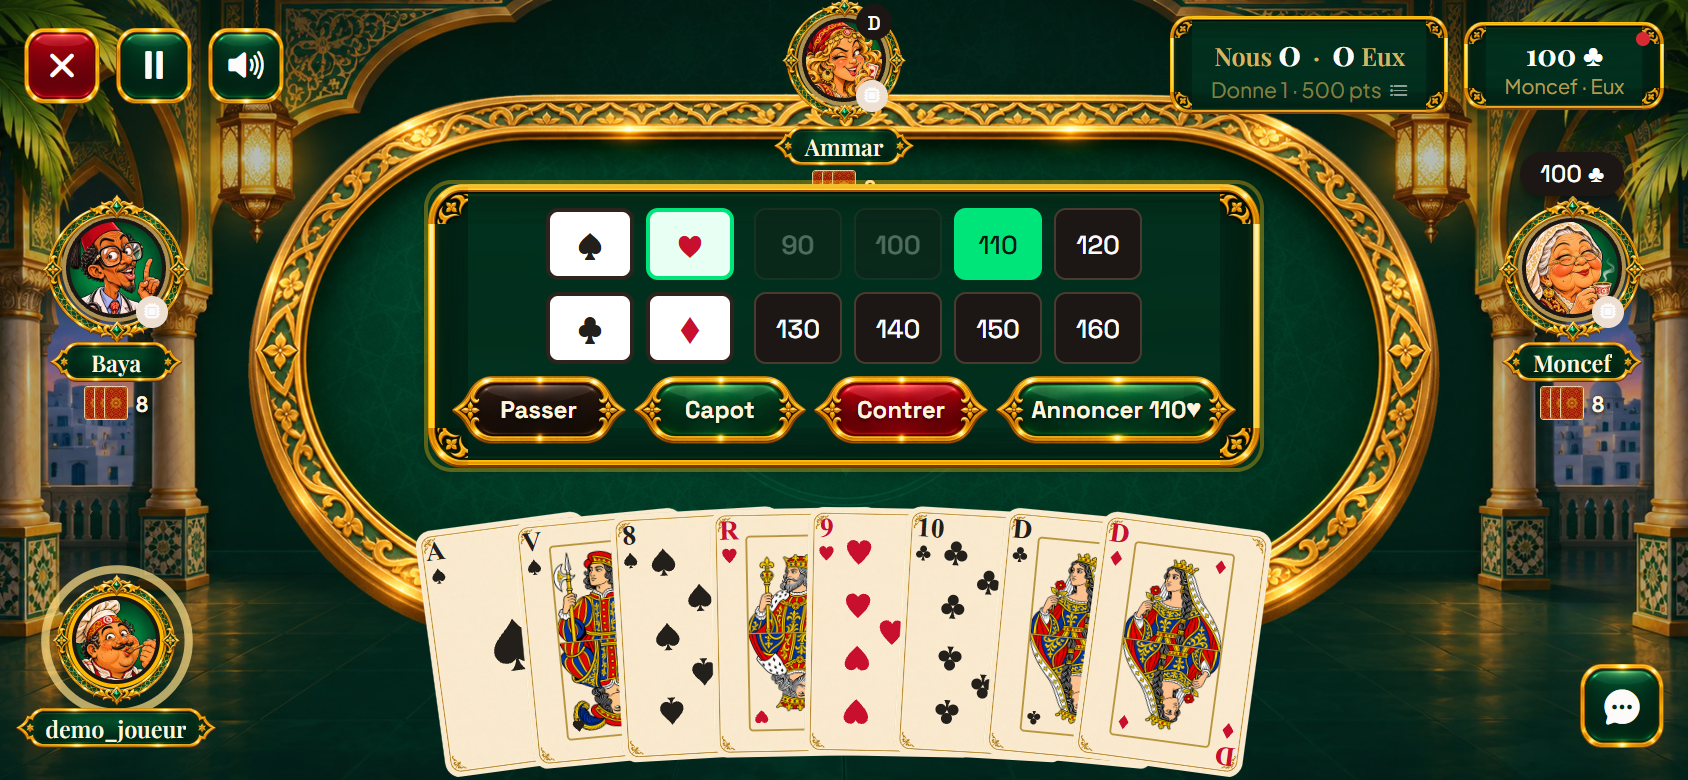 D
Nous 0 · 0 Eux
Donne 1 · 500 pts
100 ♣
Moncef · Eux
Ammar
100 ♣
♠ ♥ 90 100 110 120
♣ ♦ 130 140 150 160
Baya
8
Moncef
8
Passer
Capot
Contrer
Annoncer 110♥
A ♠
V ♠
8 ♠
R ♥
9 ♥
10 ♣
D ♣
D ♦
D
demo_joueur